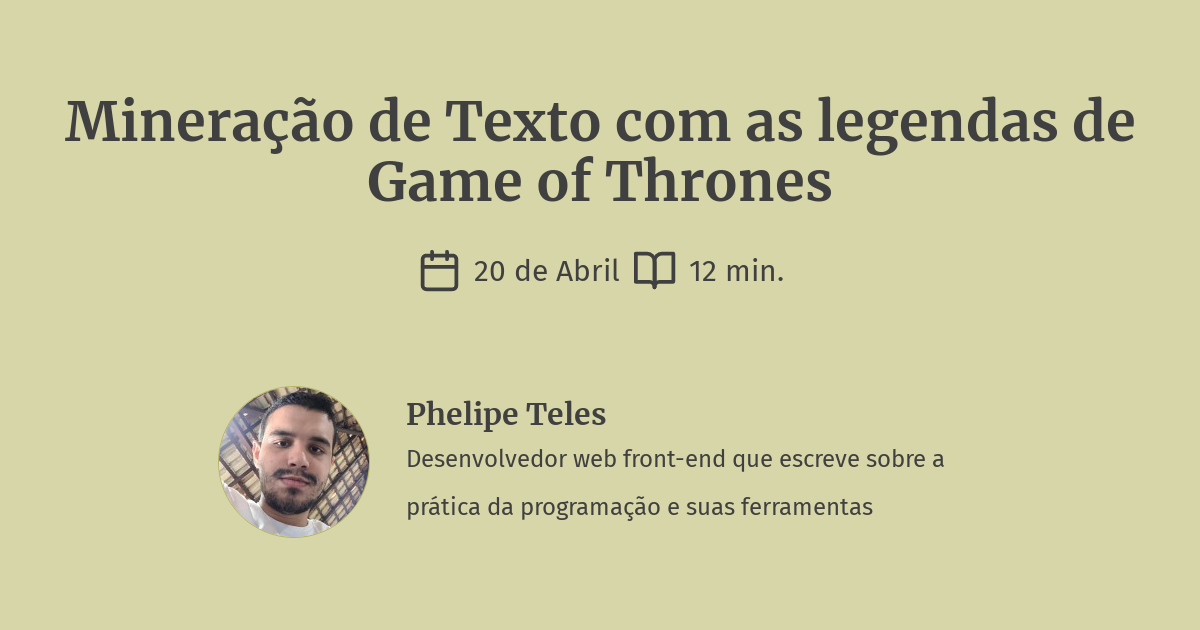 Mineração de Texto com as legendas de
Game of Thrones
20 de Abril 12 min.
Phelipe Teles
Desenvolvedor web front-end que escreve sobre a
prática da programação e suas ferramentas